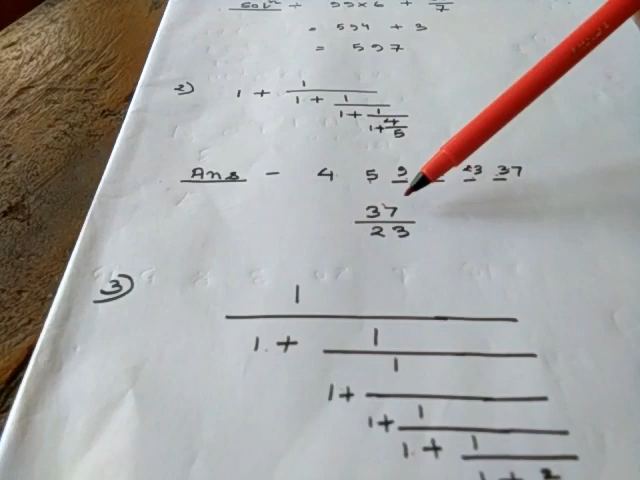 = 594 + 3
= 597
2) 1 + 1
1 + 1
1 + 1
1 + 4
5
Ans - 4 5 9 23 37
37
23
3) 1
1 + 1
1
1 +
1 + 1
1 + 1